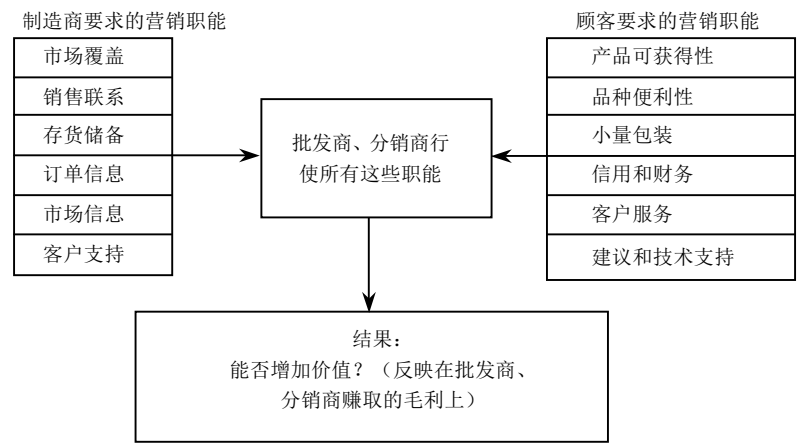 制造商要求的营销职能
市场覆盖
销售联系
存货储备
订单信息
市场信息
客户支持
批发商、分销商行
使所有这些职能
顾客要求的营销职能
产品可获得性
品种便利性
小量包装
信用和财务
客户服务
建议和技术支持
结果：
能否增加价值？（反映在批发商、
分销商赚取的毛利上）